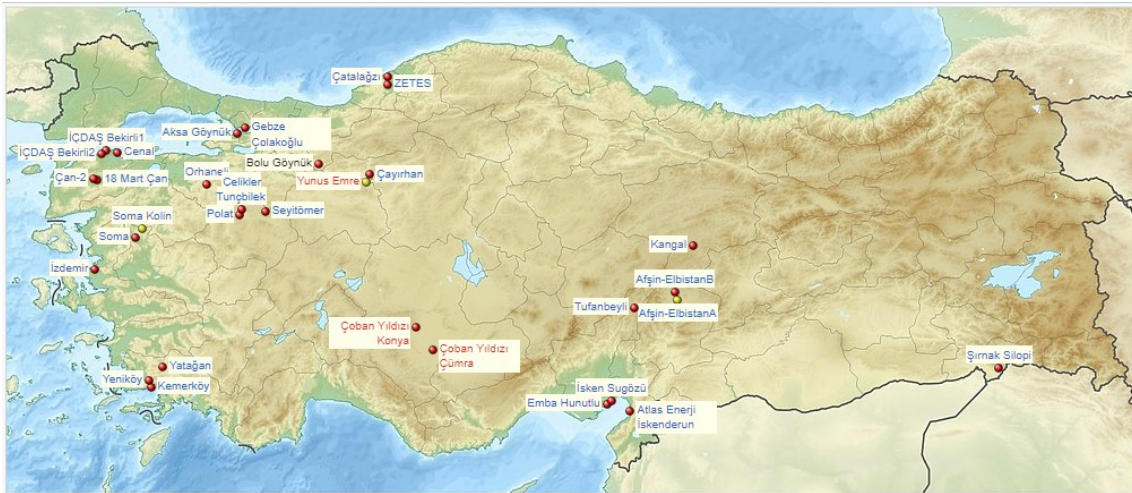 Çatalağzı
ZETES
Aksa Göynük
Gebze
Çolakoğlu
İÇDAŞ Bekirli1
İÇDAŞ Bekirli2
Cenal
Bolu Göynük
Çan-2
18 Mart Çan
Orhaneli
Celikler
Tunçbilek
Yunus Emre
Çayırhan
Polat
Seyitömer
Soma Kolin
Soma
Kangal
İzdemir
Afşin-ElbistanB
Tufanbeyli
Afşin-ElbistanA
Çoban Yıldızı
Konya
Çoban Yıldızı
Çümra
Yatağan
Şırnak Silopi
Yeniköy
Kemerköy
İsken Sugözü
Emba Hunutlu
Atlas Enerji
İskenderun